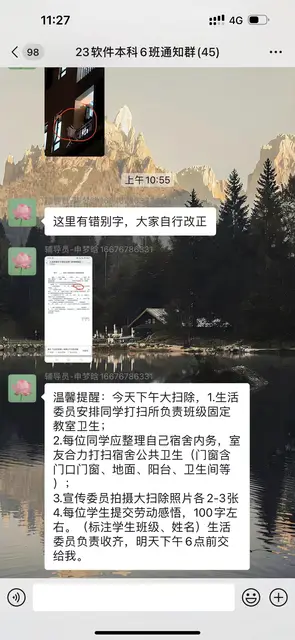 11:27
4G
98
23软件本科6班通知群(45)
上午10:55
这里有错别字，大家自行改正
辅导员-申梦晗 16676786331
辅导员-申梦晗 16676786331
温馨提醒：今天下午大扫除，1.生活
委员安排同学打扫所负责班级固定
教室卫生；
2.每位同学应整理自己宿舍内务，室
友合力打扫宿舍公共卫生（门窗含
门口门窗、地面、阳台、卫生间等
）；
3.宣传委员拍摄大扫除照片各2-3张
4.每位学生提交劳动感悟，100字左
右。（标注学生班级、姓名）生活
委员负责收齐，明天下午6点前交
给我。